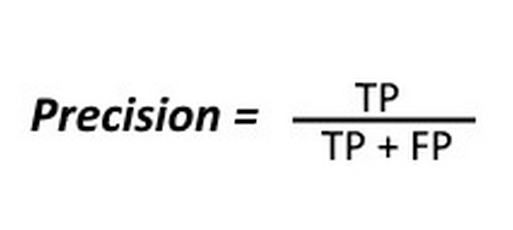 Precision = TP
TP + FP